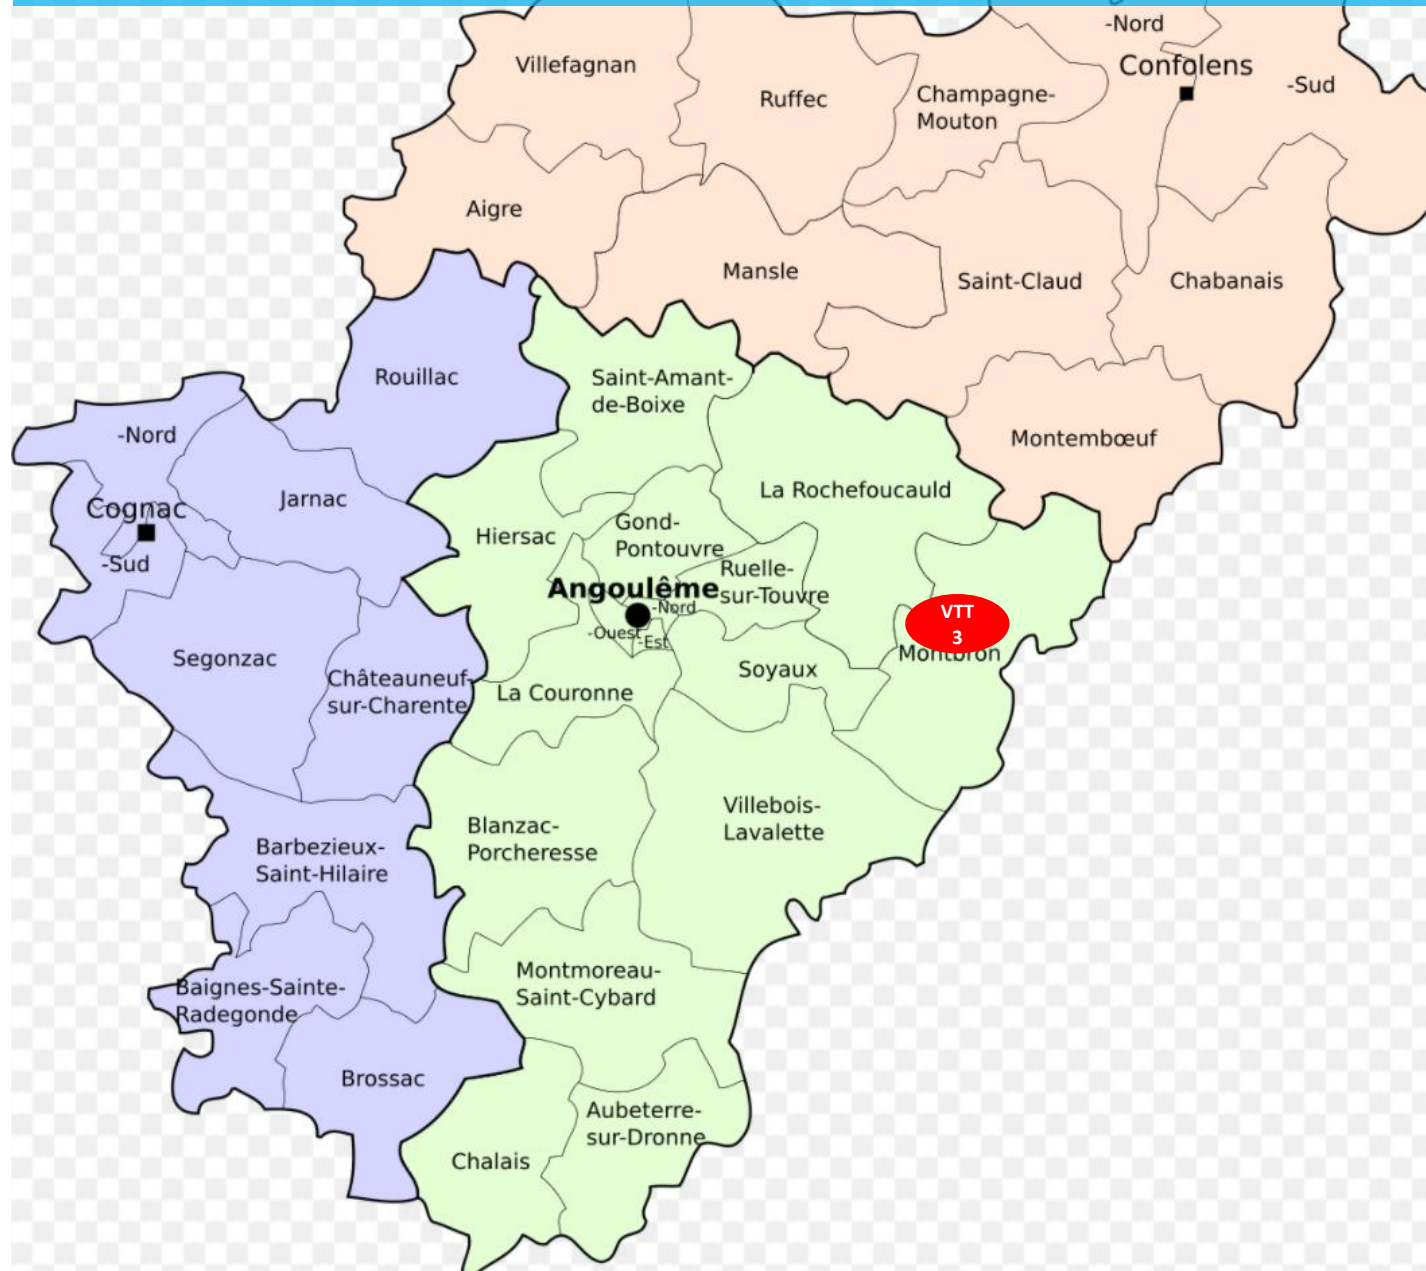 -Nord
Confolens
-Sud
Villefagnan
Ruffec
Champagne-
Mouton
Aigre
Mansle
Saint-Claud
Chabanais
Rouillac
Saint-Amant-
de-Boixe
-Nord
Montembœuf
La Rochefoucauld
Jarnac
Cognac
Hiersac
Gond-
Pontouvre
-Sud
Ruelle-
sur-Touvre
Angoulême
-Nord
-Ouest
-Est
VTT
3
Montbron
Segonzac
Châteauneuf-
sur-Charente
La Couronne
Soyaux
Villebois-
Lavalette
Blanzac-
Porcheresse
Barbezieux-
Saint-Hilaire
Montmoreau-
Saint-Cybard
Baignes-Sainte-
Radegonde
Brossac
Aubeterre-
sur-Dronne
Chalais